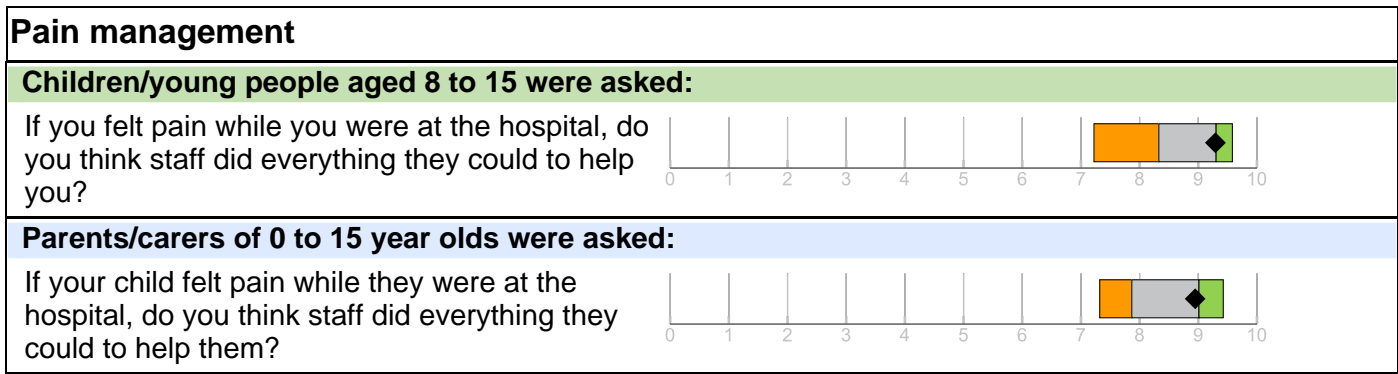 Pain management
Children/young people aged 8 to 15 were asked:
If you felt pain while you were at the hospital, do
you think staff did everything they could to help
you?
0 1 2 3 4 5 6 7 8 9 10
Parents/carers of 0 to 15 year olds were asked:
If your child felt pain while they were at the
hospital, do you think staff did everything they
could to help them?
0 1 2 3 4 5 6 7 8 9 10